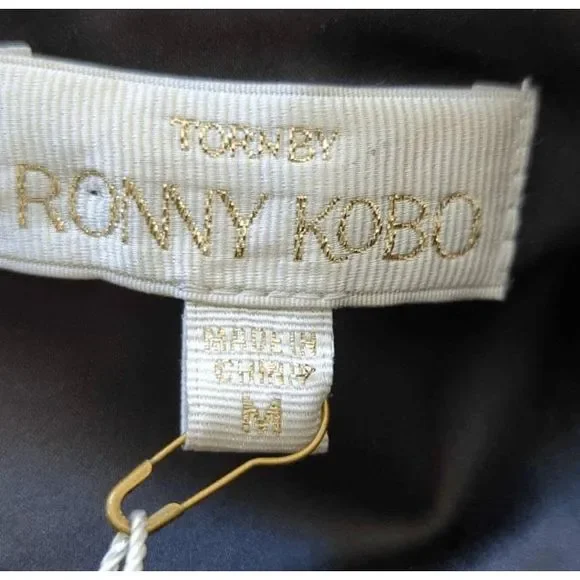 TORN BY
RONNY KOBO
MADE IN
CHINA
M